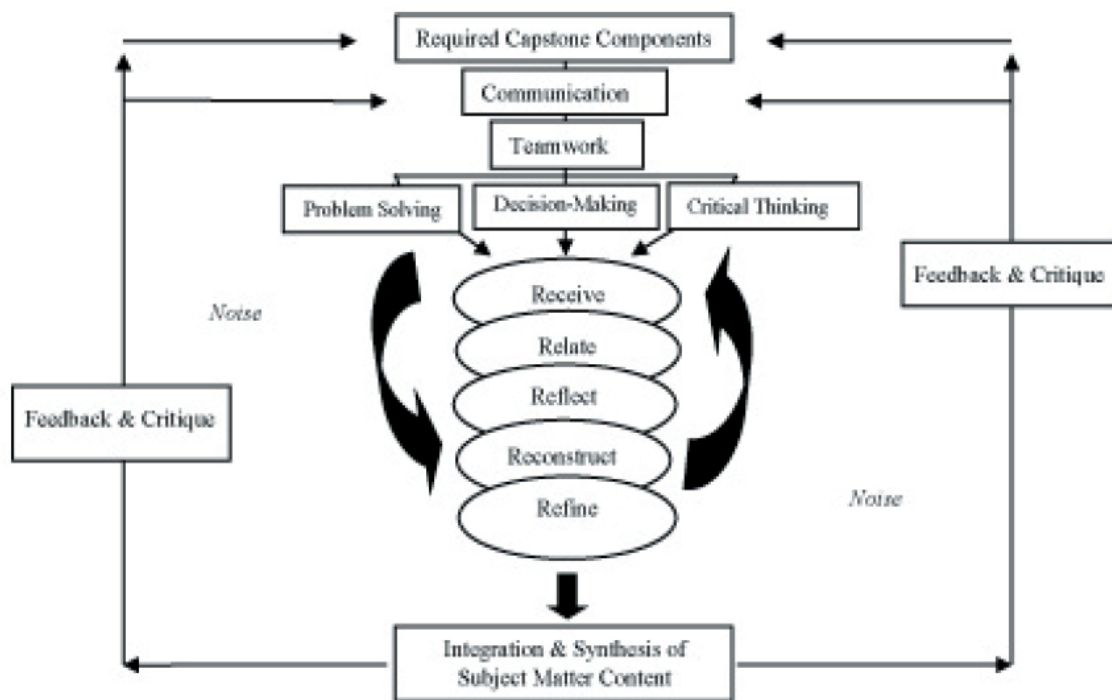 Required Capstone Components
Communication
Teamwork
Problem Solving
Decision-Making
Critical Thinking
Receive
Relate
Reflect
Reconstruct
Refine
Noise
Feedback & Critique
Feedback & Critique
Noise
Integration & Synthesis of
Subject Matter Content